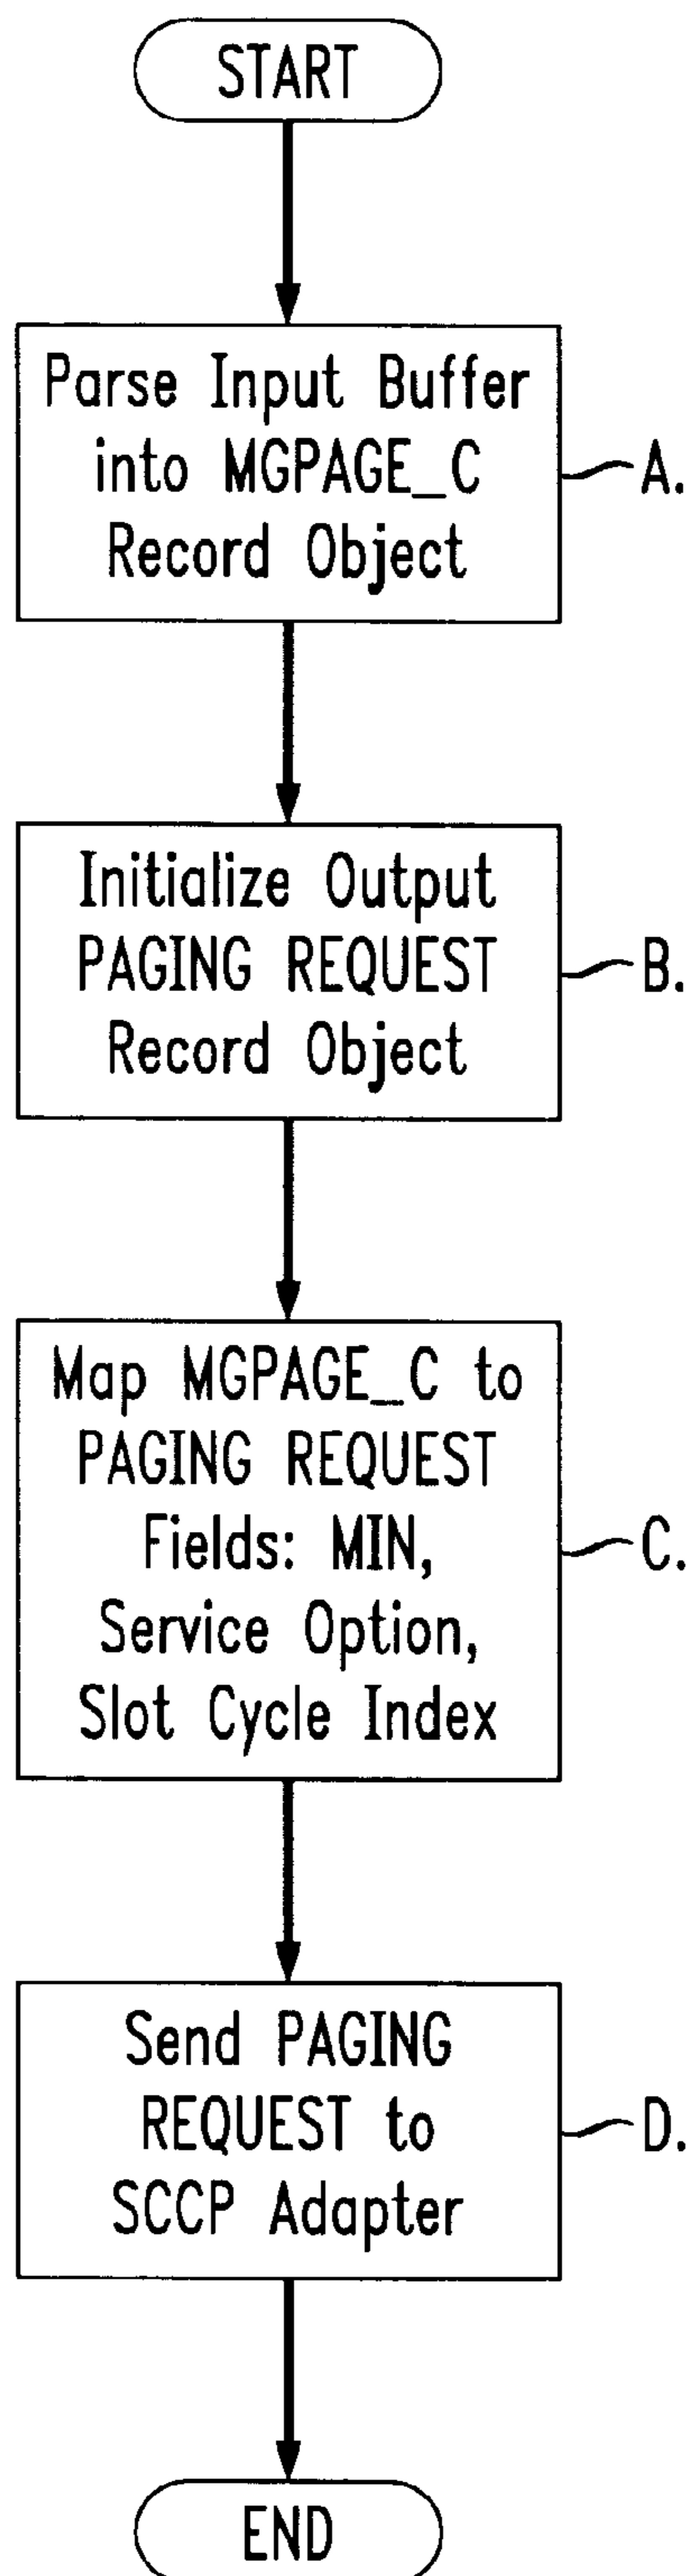 START
Parse Input Buffer
into MGPAGE_C
Record Object
A.
Initialize Output
PAGING REQUEST
Record Object
B.
Map MGPAGE_C to
PAGING REQUEST
Fields: MIN,
Service Option,
Slot Cycle Index
C.
Send PAGING
REQUEST to
SCCP Adapter
D.
END